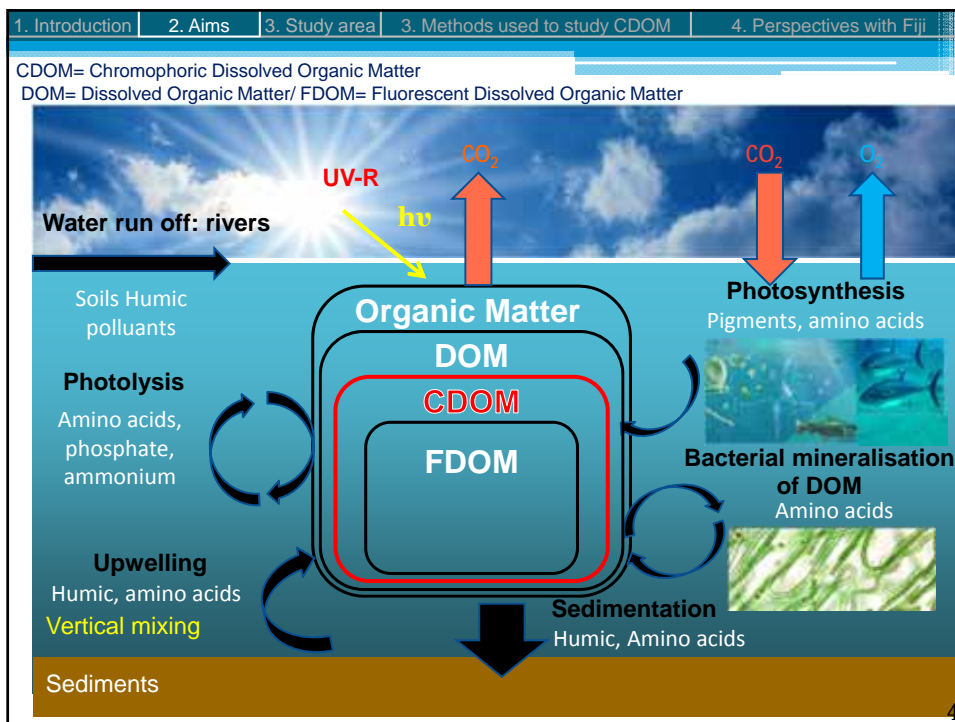 1. Introduction 2. Aims 3. Study area 3. Methods used to study CDOM 4. Perspectives with Fiji
CDOM= Chromophoric Dissolved Organic Matter
DOM= Dissolved Organic Matter/ FDOM= Fluorescent Dissolved Organic Matter
CO2
CO2
O2
UV-R
hυ
Water run off: rivers
Soils Humic
polluants
Organic Matter
DOM
CDOM
FDOM
Photosynthesis
Pigments, amino acids
Photolysis
Amino acids,
phosphate,
ammonium
Bacterial mineralisation
of DOM
Amino acids
Upwelling
Humic, amino acids
Vertical mixing
Sedimentation
Humic, Amino acids
Sediments
4